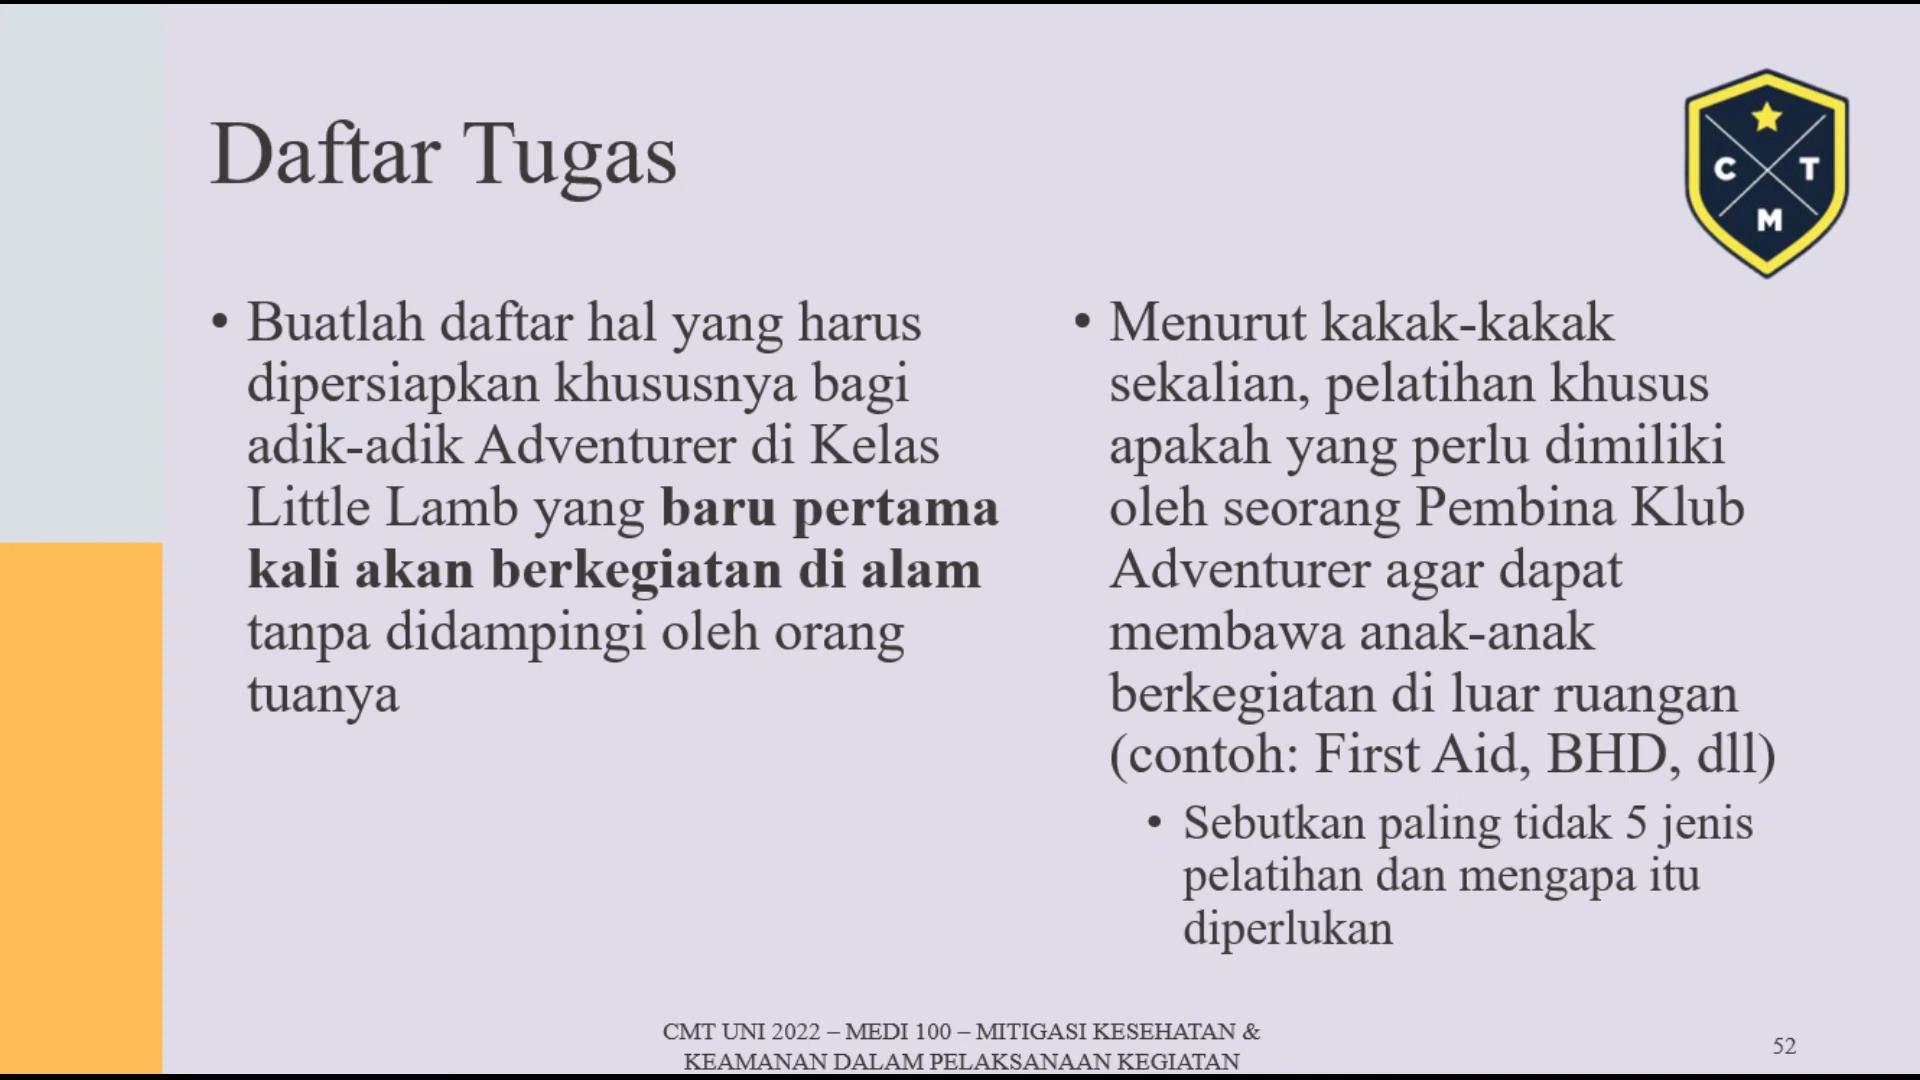 Daftar Tugas
C T
M
• Buatlah daftar hal yang harus
dipersiapkan khususnya bagi
adik-adik Adventurer di Kelas
Little Lamb yang baru pertama
kali akan berkegiatan di alam
tanpa didampingi oleh orang
tuanya
• Menurut kakak-kakak
sekalian, pelatihan khusus
apakah yang perlu dimiliki
oleh seorang Pembina Klub
Adventurer agar dapat
membawa anak-anak
berkegiatan di luar ruangan
(contoh: First Aid, BHD, dll)
• Sebutkan paling tidak 5 jenis
pelatihan dan mengapa itu
diperlukan
CMT UNI 2022 – MEDI 100 – MITIGASI KESEHATAN &
KEAMANAN DALAM PELAKSANAAN KEGIATAN
52